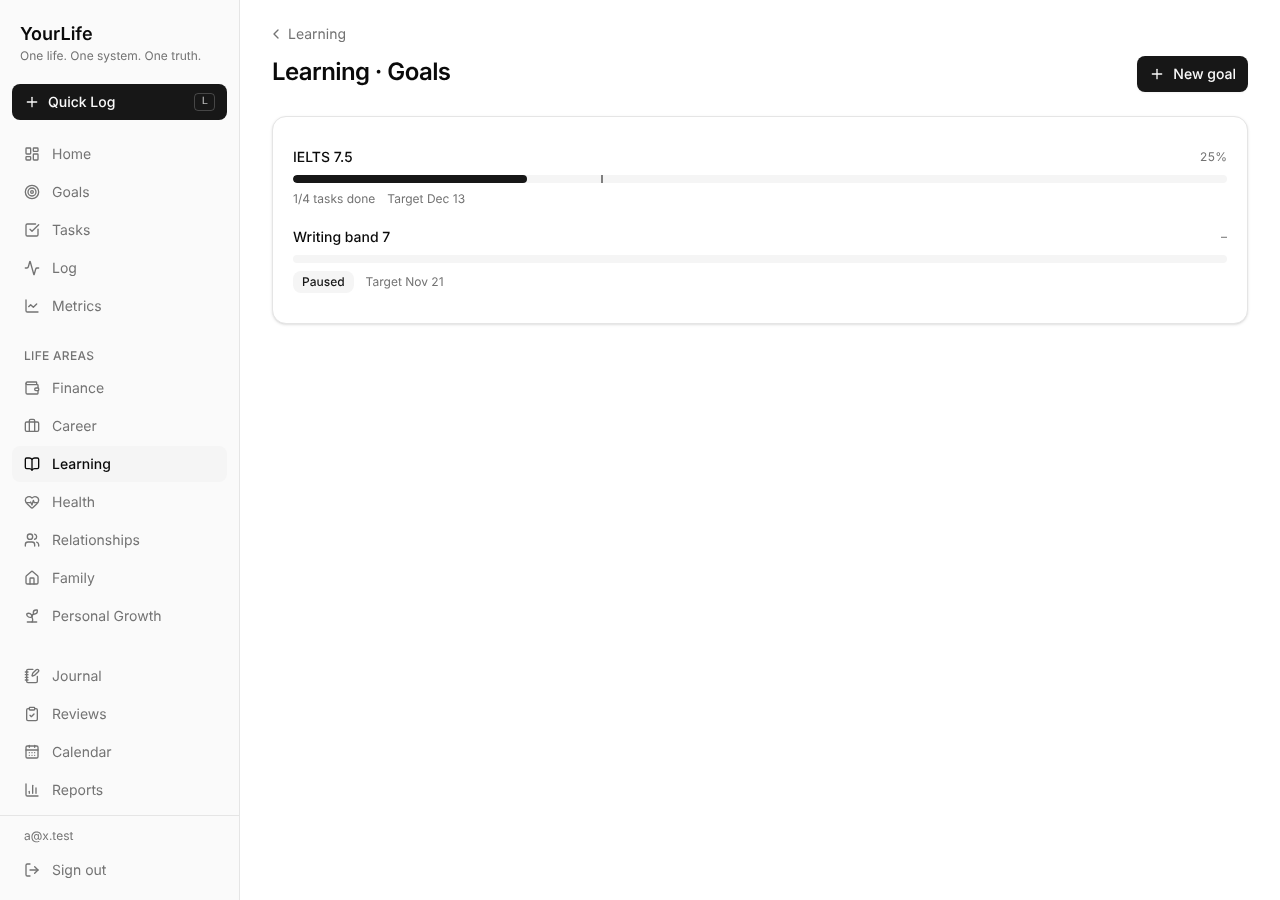 YourLife
One life. One system. One truth.
Quick Log
L
Home
Goals
Tasks
Log
Metrics
LIFE AREAS
Finance
Career
Learning
Health
Relationships
Family
Personal Growth
Journal
Reviews
Calendar
Reports
a@x.test
Sign out
Learning
Learning · Goals
New goal
IELTS 7.5
25%
1/4 tasks done Target Dec 13
Writing band 7
–
Paused Target Nov 21